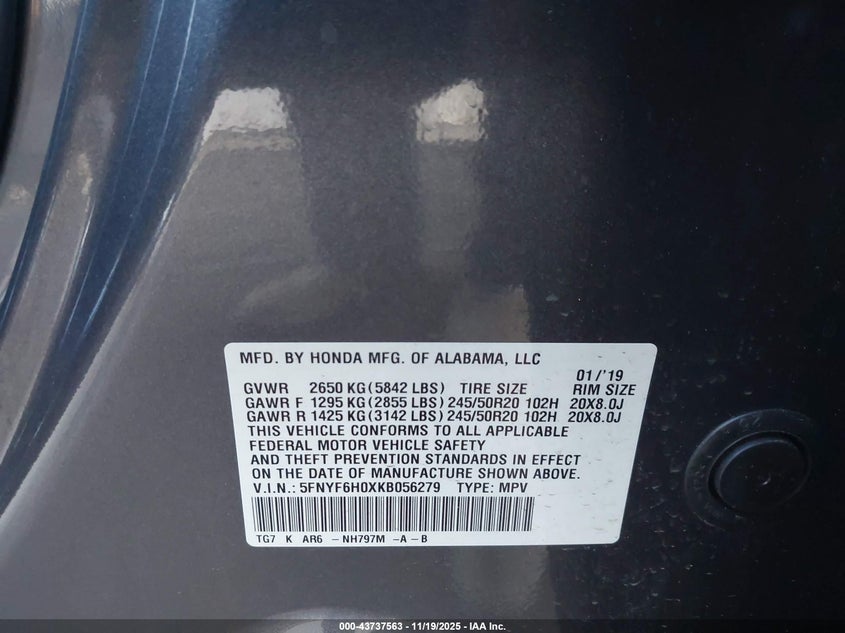 MFD. BY HONDA MFG. OF ALABAMA, LLC
01/'19
GVWR 2650 KG(5842 LBS) TIRE SIZE RIM SIZE
GAWR F 1295 KG(2855 LBS)245/50R20 102H 20X8.0J
GAWR R 1425 KG(3142 LBS)245/50R20 102H 20X8.0J
THIS VEHICLE CONFORMS TO ALL APPLICABLE
FEDERAL MOTOR VEHICLE SAFETY
AND THEFT PREVENTION STANDARDS IN EFFECT
ON THE DATE OF MANUFACTURE SHOWN ABOVE.
V.I.N.: 5FNYF6H0XKB056279 TYPE: MPV
TG7 K AR6 -NH797M -A-B
000-43737563 - 11/19/2025 - IAA Inc.